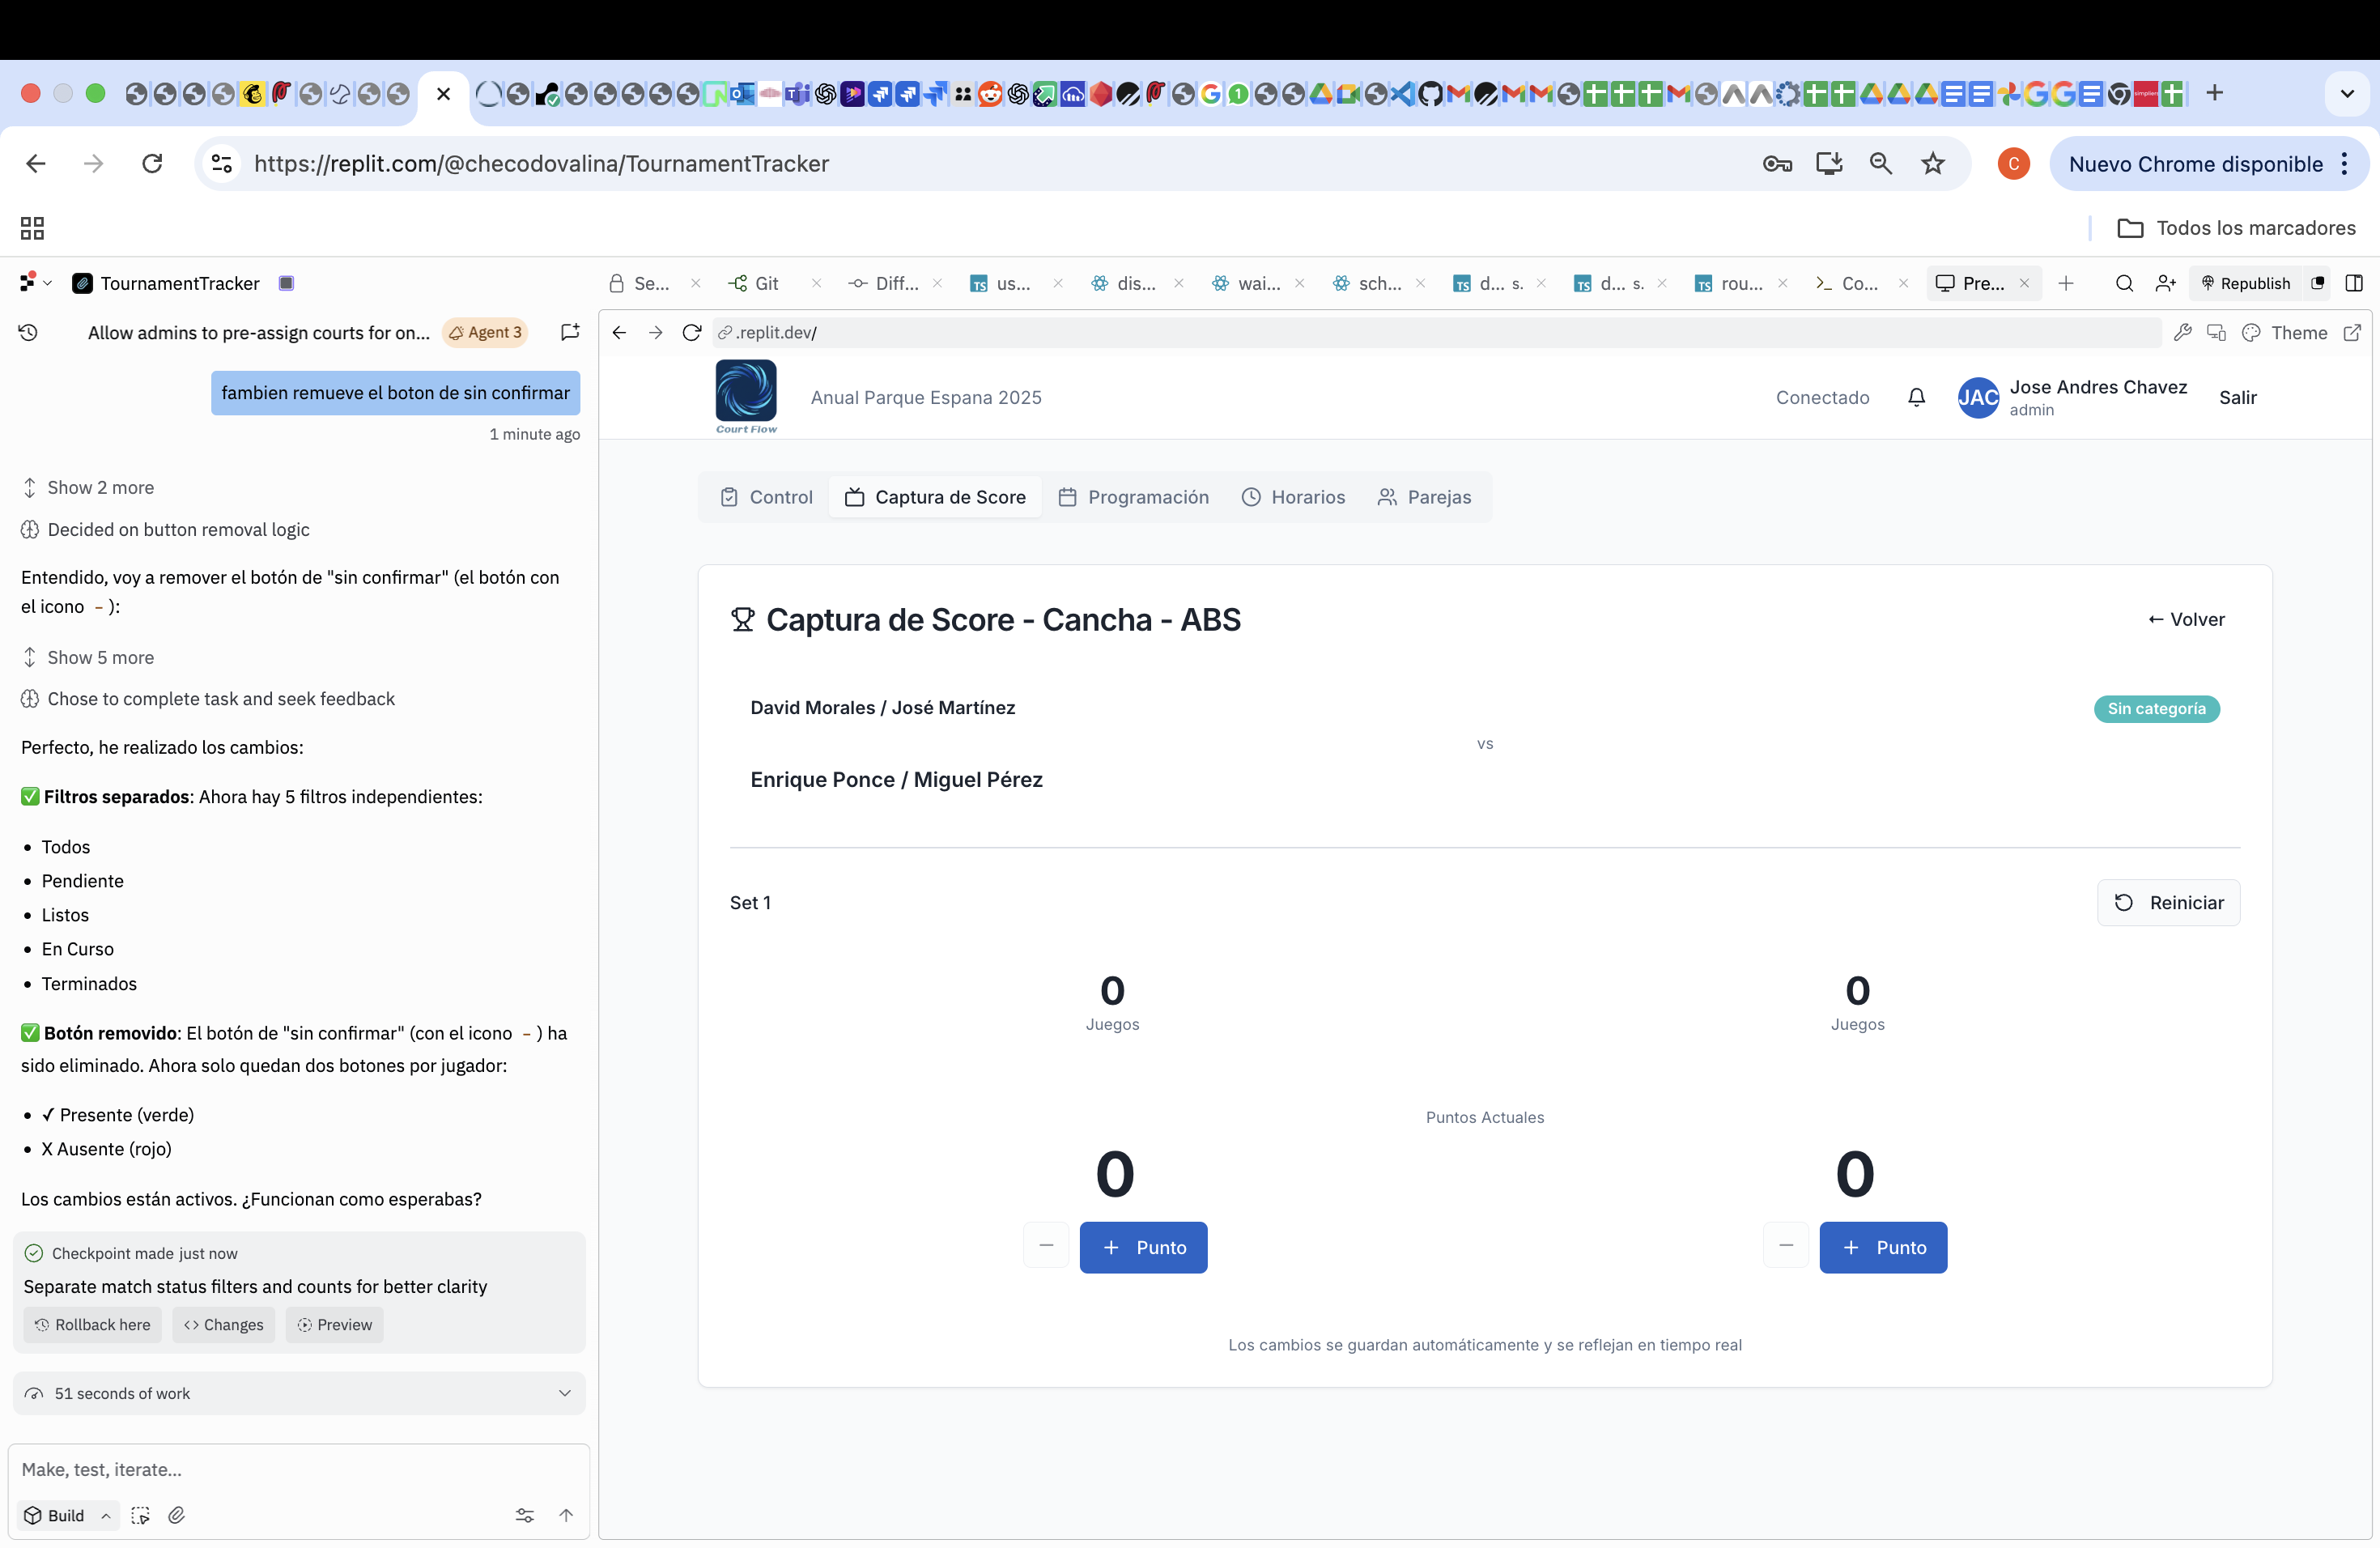 https://replit.com/@checodovalina/TournamentTracker
C
Nuevo Chrome disponible
Todos los marcadores
TournamentTracker
Se...
Git
Diff...
us...
dis...
wai...
sch...
d... s.
d... s.
rou...
Co...
Pre...
Republish
Allow admins to pre-assign courts for on...
Agent 3
.replit.dev/
Theme
fambien remueve el boton de sin confirmar
1 minute ago
Show 2 more
Decided on button removal logic
Entendido, voy a remover el botón de "sin confirmar" (el botón con
el icono - ):
Show 5 more
Chose to complete task and seek feedback
Perfecto, he realizado los cambios:
✅ Filtros separados: Ahora hay 5 filtros independientes:
• Todos
• Pendiente
• Listos
• En Curso
• Terminados
✅ Botón removido: El botón de "sin confirmar" (con el icono - ) ha
sido eliminado. Ahora solo quedan dos botones por jugador:
• ✓ Presente (verde)
• X Ausente (rojo)
Los cambios están activos. ¿Funcionan como esperabas?
Checkpoint made just now
Separate match status filters and counts for better clarity
Rollback here
Changes
Preview
51 seconds of work
Make, test, iterate...
Build
Court Flow
Anual Parque Espana 2025
Conectado
JAC
Jose Andres Chavez
admin
Salir
Control
Captura de Score
Programación
Horarios
Parejas
Captura de Score - Cancha - ABS
← Volver
David Morales / José Martínez
Sin categoría
vs
Enrique Ponce / Miguel Pérez
Set 1
Reiniciar
0
Juegos
0
Juegos
Puntos Actuales
0
0
− + Punto
− + Punto
Los cambios se guardan automáticamente y se reflejan en tiempo real